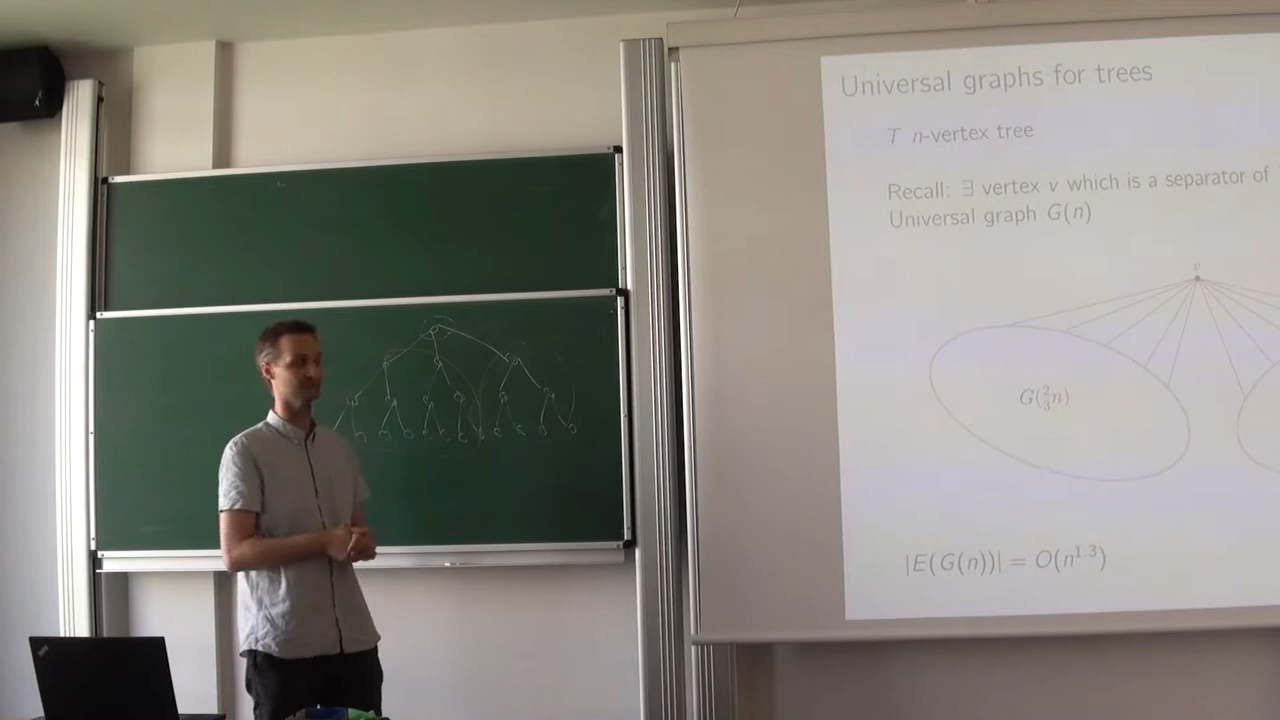 Universal graphs for trees
T n-vertex tree
Recall: ∃ vertex v which is a separator of
Universal graph G(n)
v
G(⅔n)
|E(G(n))| = O(n^1.3)